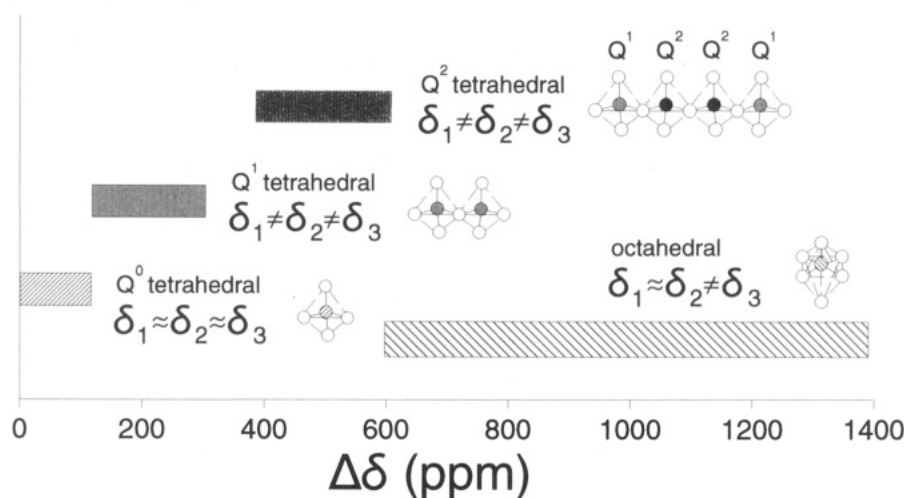 Q¹ Q² Q² Q¹
Q² tetrahedral
δ₁≠δ₂≠δ₃
Q¹ tetrahedral
δ₁≠δ₂≠δ₃
octahedral
δ₁≈δ₂≠δ₃
Q⁰ tetrahedral
δ₁≈δ₂≈δ₃
0 200 400 600 800 1000 1200 1400
Δδ (ppm)